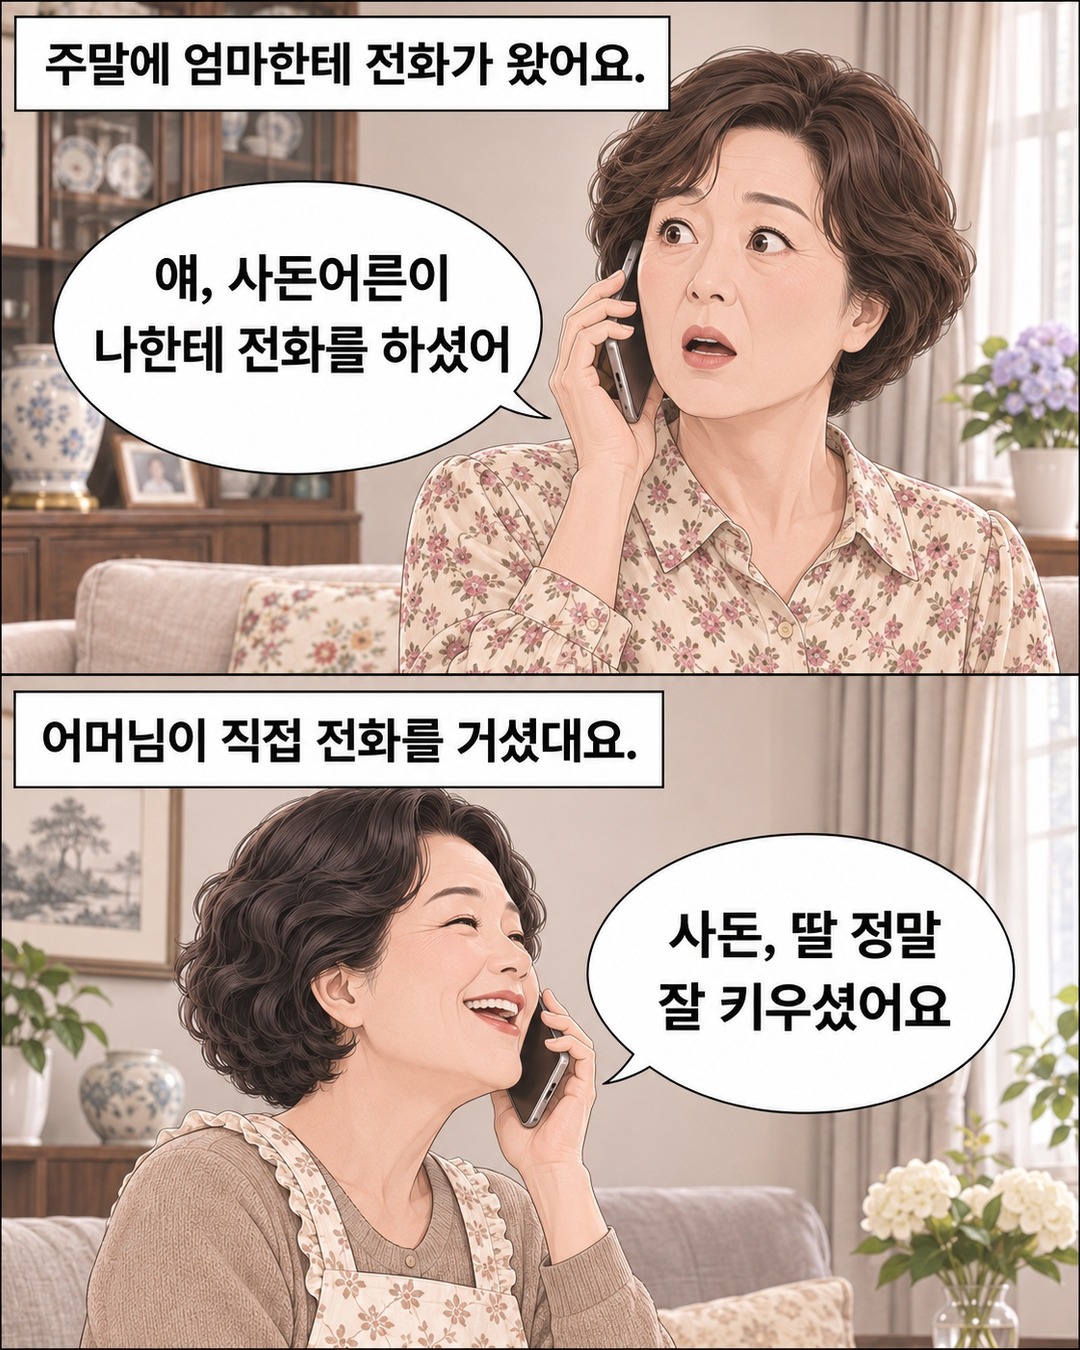 주말에 엄마한테 전화가 왔어요.
얘, 사돈어른이
나한테 전화를 하셨어
어머님이 직접 전화를 거셨대요.
사돈, 딸 정말
잘 키우셨어요